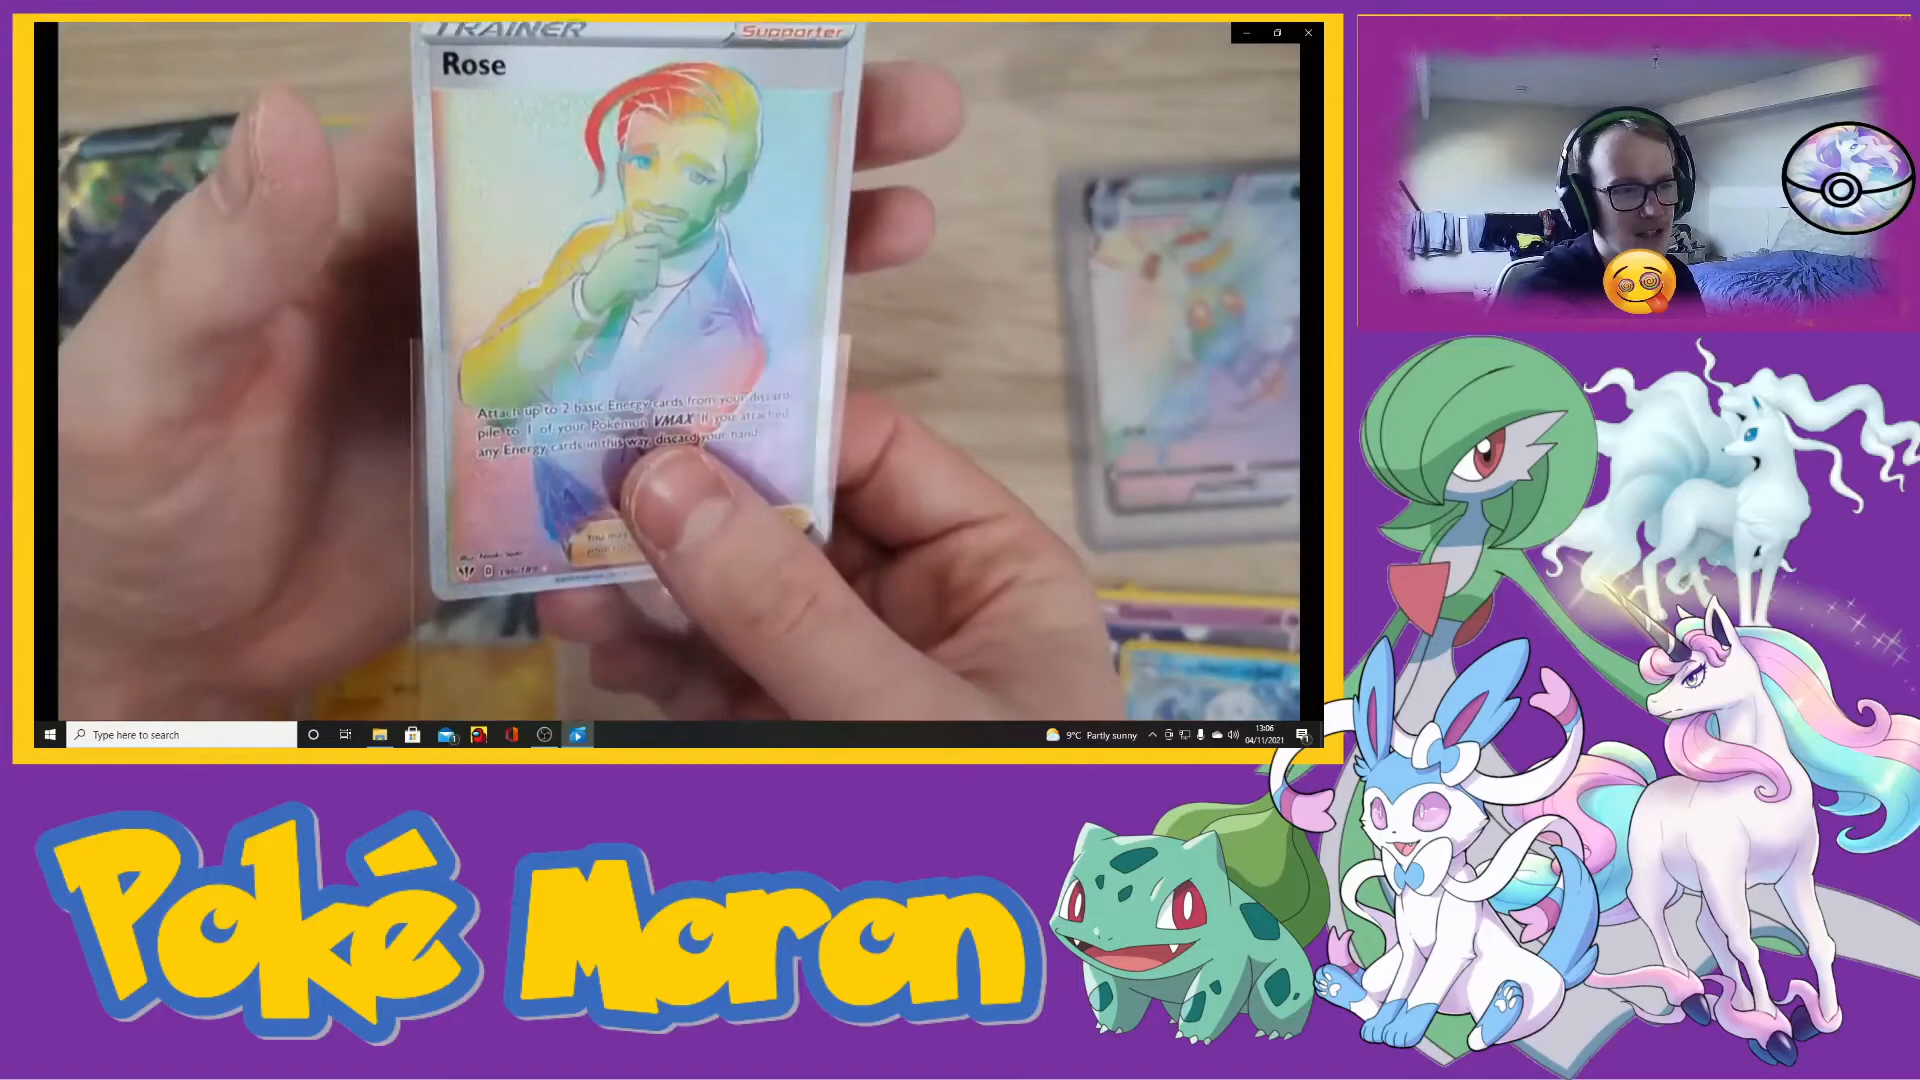 TRAINER
Supporter
Rose
Attach up to 2 basic Energy cards from your discard
pile to 1 of your Pokémon VMAX. If you attached
any Energy cards in this way, discard your hand.
You may
Type here to search
9°C Partly sunny
13:06
04/11/2021
Poké Moron